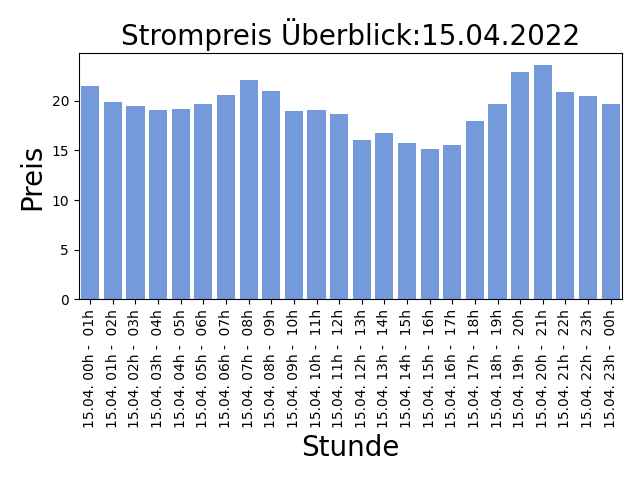 Strompreis Überblick:15.04.2022
Preis
20
15
10
5
0
15.04. 00h -   01h
15.04. 01h -   02h
15.04. 02h -   03h
15.04. 03h -   04h
15.04. 04h -   05h
15.04. 05h -   06h
15.04. 06h -   07h
15.04. 07h -   08h
15.04. 08h -   09h
15.04. 09h -   10h
15.04. 10h -   11h
15.04. 11h -   12h
15.04. 12h -   13h
15.04. 13h -   14h
15.04. 14h -   15h
15.04. 15h -   16h
15.04. 16h -   17h
15.04. 17h -   18h
15.04. 18h -   19h
15.04. 19h -   20h
15.04. 20h -   21h
15.04. 21h -   22h
15.04. 22h -   23h
15.04. 23h -   00h
Stunde